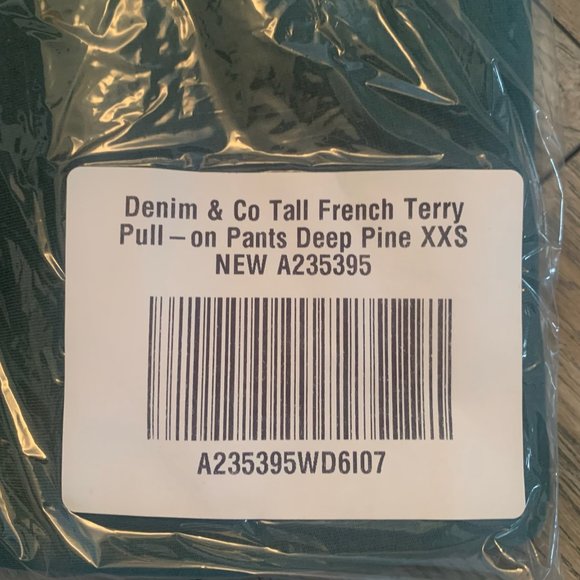 Denim & Co Tall French Terry
Pull-on Pants Deep Pine XXS
NEW A235395
A235395WD6I07